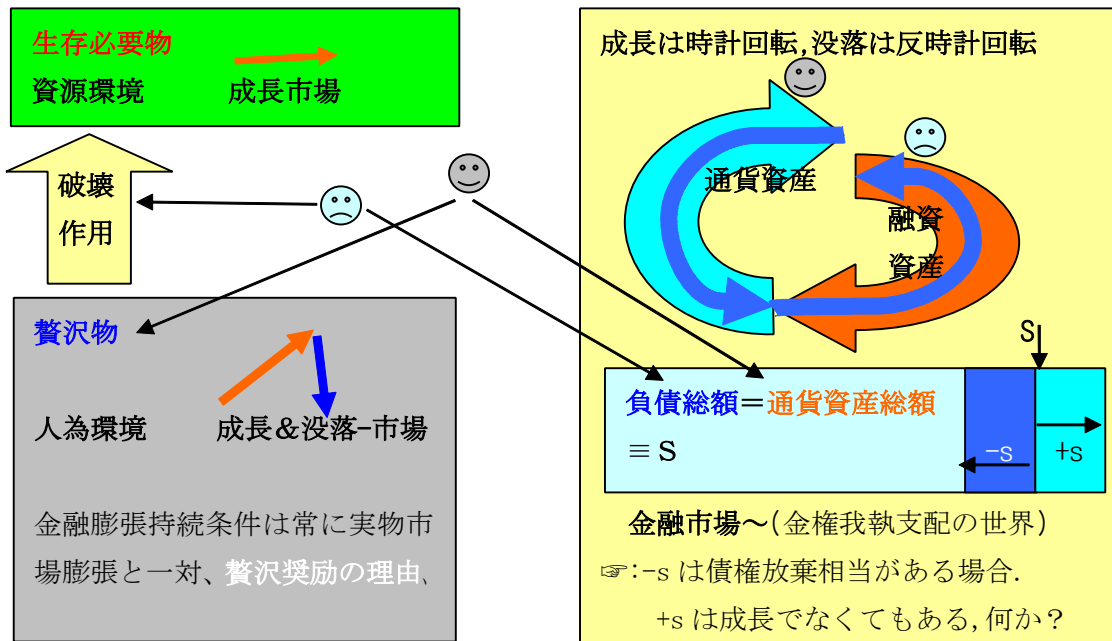 生存必要物
資源環境 成長市場
破壊
作用
贅沢物
人為環境 成長&没落-市場
金融膨張持続条件は常に実物市
場膨張と一対、贅沢奨励の理由、
成長は時計回転,没落は反時計回転
通貨資産
融資
資産
S
負債総額=通貨資産総額
≡S
-s +s
金融市場~(金権我執支配の世界)
☞:-s は債権放棄相当がある場合.
+s は成長でなくてもある,何か?